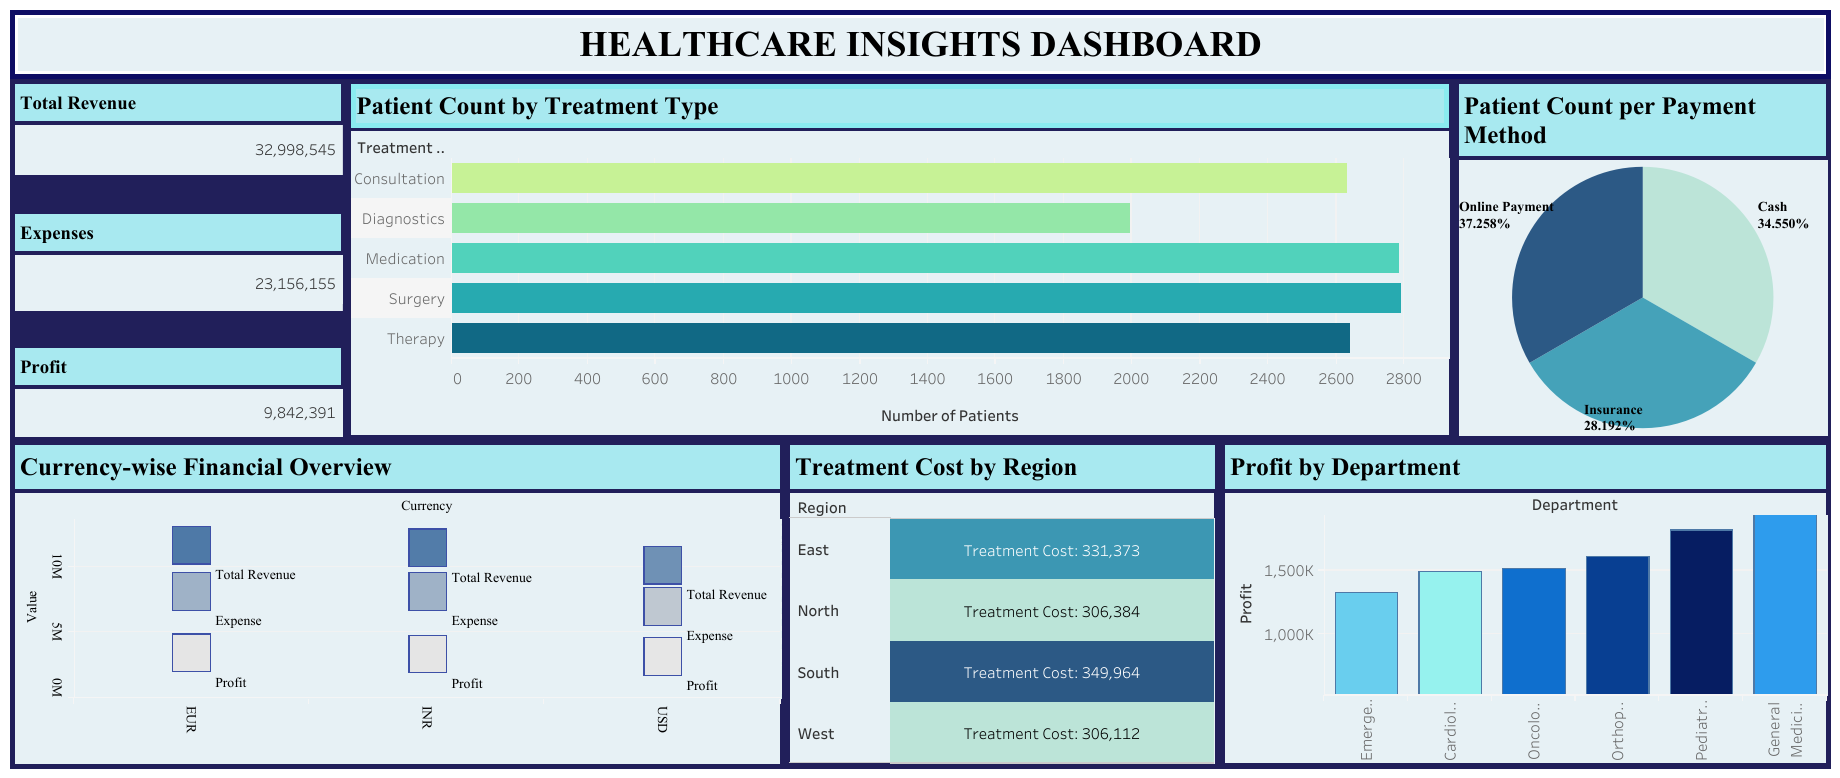 HEALTHCARE INSIGHTS DASHBOARD
Total Revenue
32,998,545
Expenses
23,156,155
Profit
9,842,391
Patient Count by Treatment Type
Treatment ..
Consultation
Diagnostics
Medication
Surgery
Therapy
0 200 400 600 800 1000 1200 1400 1600 1800 2000 2200 2400 2600 2800
Number of Patients
Patient Count per Payment
Method
Online Payment
37.258%
Cash
34.550%
Insurance
28.192%
Currency-wise Financial Overview
Currency
Value
10M
5M
0M
Total Revenue
Expense
Profit
Total Revenue
Expense
Profit
Total Revenue
Expense
Profit
EUR
INR
USD
Treatment Cost by Region
Region
East
Treatment Cost: 331,373
North
Treatment Cost: 306,384
South
Treatment Cost: 349,964
West
Treatment Cost: 306,112
Profit by Department
Department
Profit
1,500K
1,000K
Emerge..
Cardiol..
Oncolo..
Orthop..
Pediatr..
General
Medici..